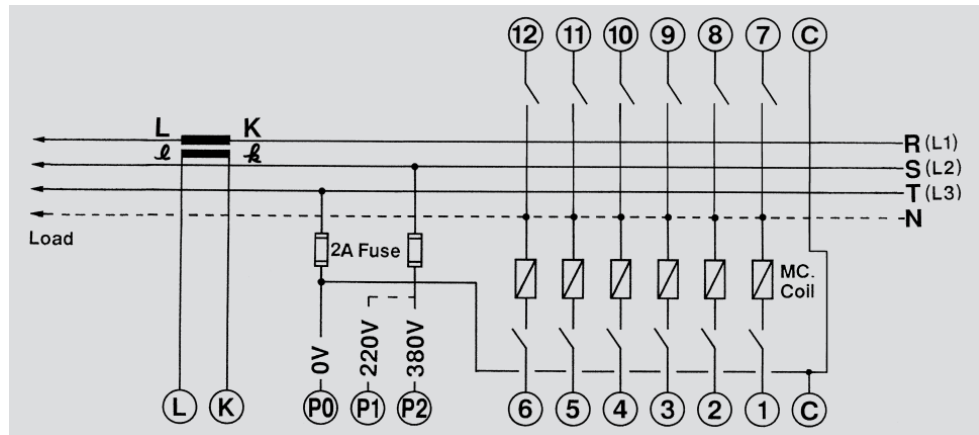 12 11 10 9 8 7 C
L K
ℓ k
R (L1)
S (L2)
T (L3)
N
Load
2A Fuse
MC.
Coil
0V
220V
380V
L K P0 P1 P2 6 5 4 3 2 1 C